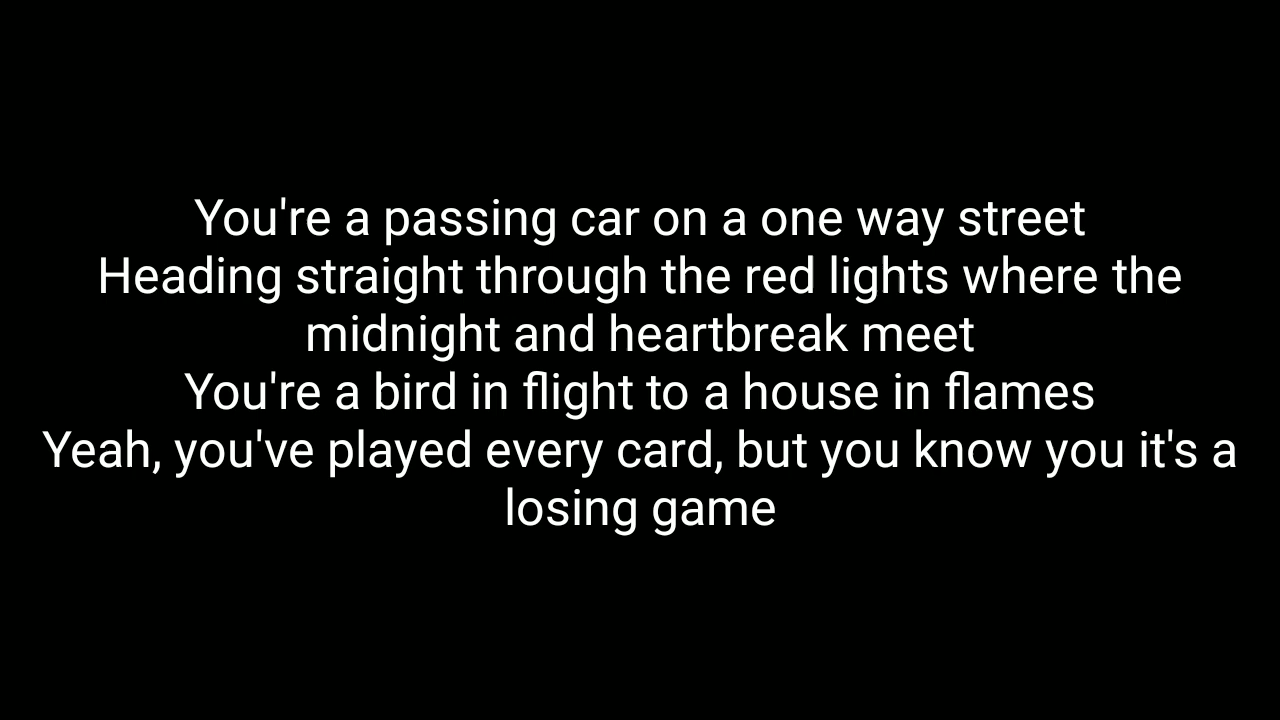 You're a passing car on a one way street
Heading straight through the red lights where the
midnight and heartbreak meet
You're a bird in flight to a house in flames
Yeah, you've played every card, but you know you it's a
losing game